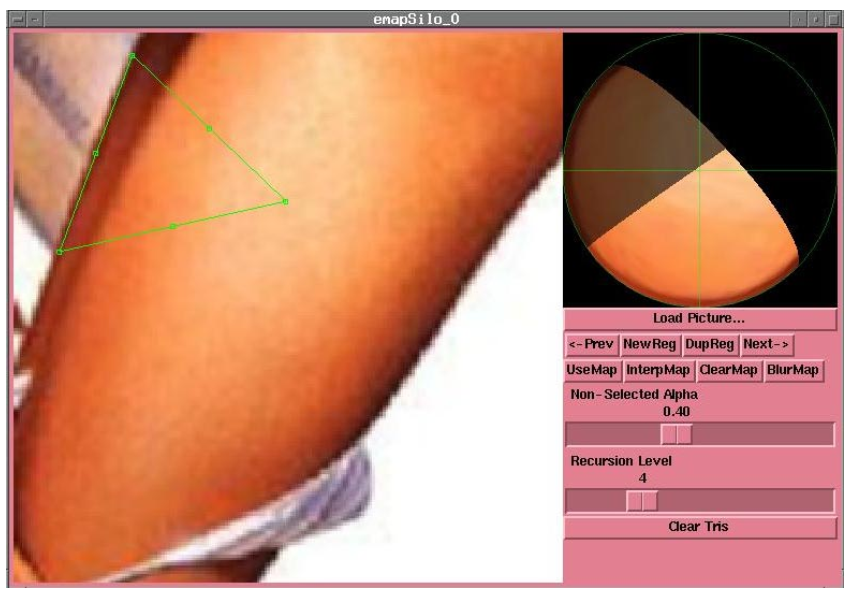 emapSilo_0
Load Picture...
<-Prev NewReg DupReg Next->
UseMap InterpMap ClearMap BlurMap
Non-Selected Alpha
0.40
Recursion Level
4
Clear Tris